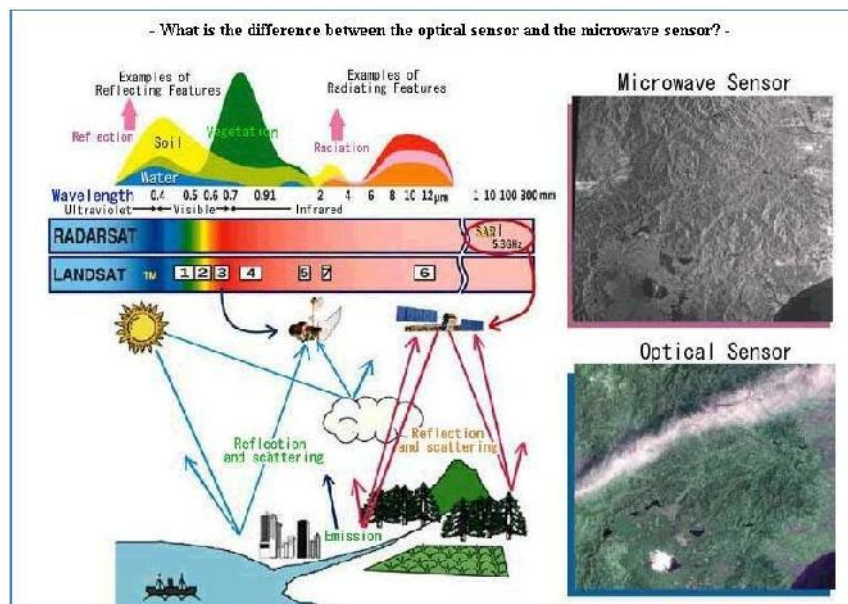 - What is the difference between the optical sensor and the microwave sensor? -
Examples of
Reflecting Features
Examples of
Radiating Features
Reflection
Soil
Vegetation
Radiation
Water
Wavelength 0.4 0.5 0.6 0.7 0.91 2 4 6 8 10 12μm 1 10 100 300 mm
Ultraviolet Visible Infrared
RADARSAT
SAR
5.3GHz
LANDSAT TM 1 2 3 4 5 7 6
Reflection
and scattering
Reflection
and scattering
Emission
Microwave Sensor
Optical Sensor